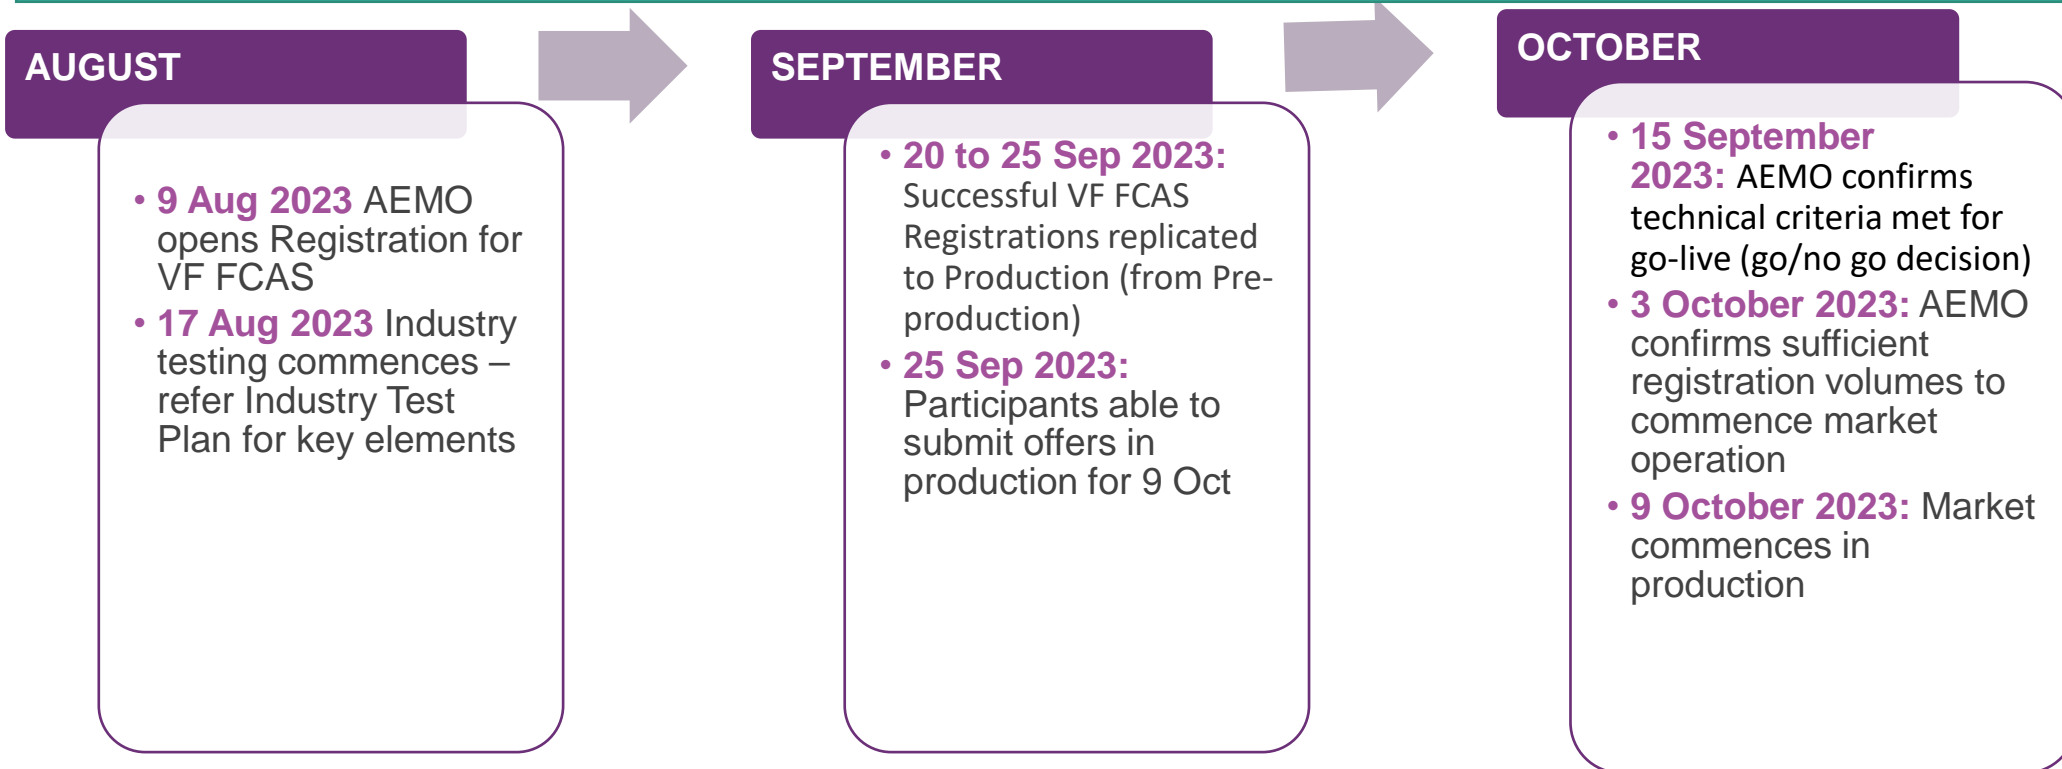 AUGUST
• 9 Aug 2023 AEMO
opens Registration for
VF FCAS
• 17 Aug 2023 Industry
testing commences –
refer Industry Test
Plan for key elements
SEPTEMBER
• 20 to 25 Sep 2023:
Successful VF FCAS
Registrations replicated
to Production (from Pre-
production)
• 25 Sep 2023:
Participants able to
submit offers in
production for 9 Oct
OCTOBER
• 15 September
2023: AEMO confirms
technical criteria met for
go-live (go/no go decision)
• 3 October 2023: AEMO
confirms sufficient
registration volumes to
commence market
operation
• 9 October 2023: Market
commences in
production